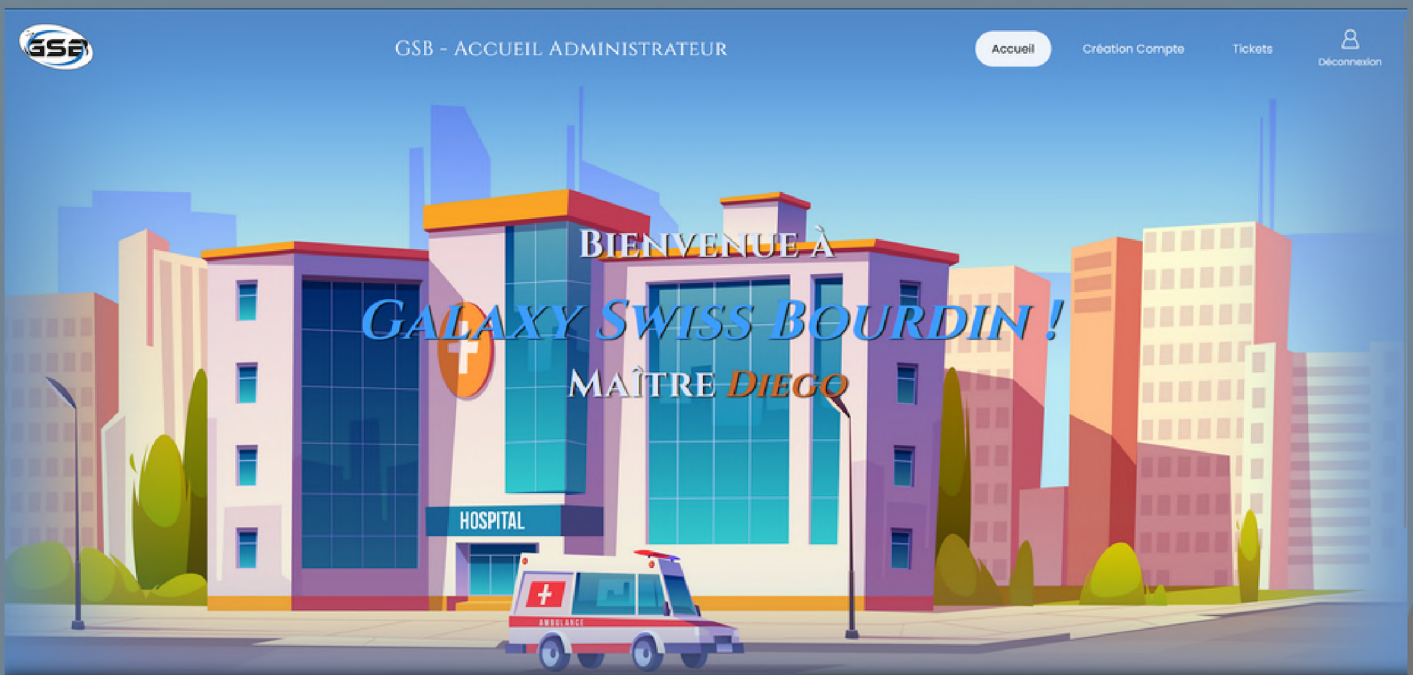 GSB
GSB - Accueil Administrateur
Accueil
Création Compte
Tickets
Déconnexion
Bienvenue à
Galaxy Swiss Bourdin !
Maître Diego
HOSPITAL
AMBULANCE